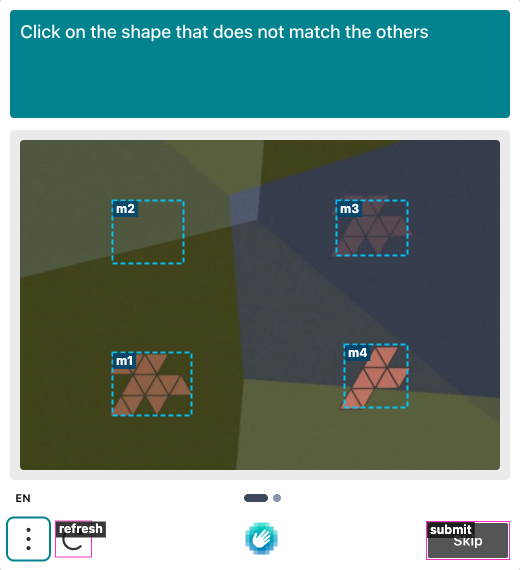 Click on the shape that does not match the others
m2
m3
m1
m4
EN
refresh
submit
Skip